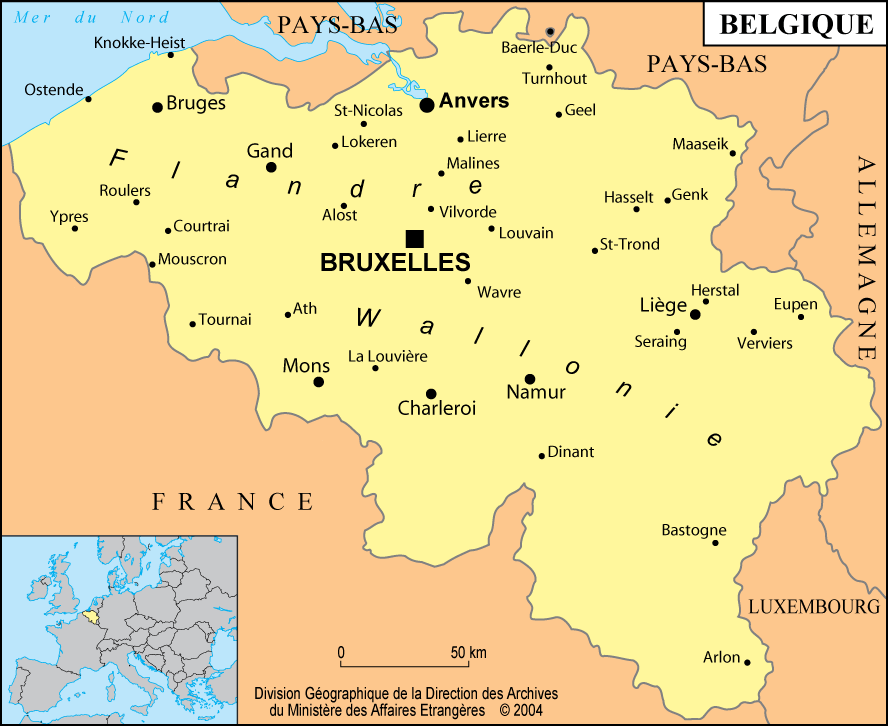 Mer du Nord
PAYS-BAS
BELGIQUE
Knokke-Heist
Baerle-Duc
PAYS-BAS
Turnhout
Ostende
Bruges
Anvers
St-Nicolas
Geel
Lokeren
Lierre
Maaseik
Gand
Malines
Flandre
Roulers
Hasselt
Genk
Alost
Vilvorde
Ypres
Courtrai
Louvain
St-Trond
BRUXELLES
Mouscron
ALLEMAGNE
Wavre
Herstal
Liège
Eupen
Ath
Tournai
Wallonie
Seraing
Verviers
La Louvière
Mons
Namur
Charleroi
Dinant
FRANCE
Bastogne
LUXEMBOURG
Arlon
0 50 km
Division Géographique de la Direction des Archives
du Ministère des Affaires Etrangères © 2004